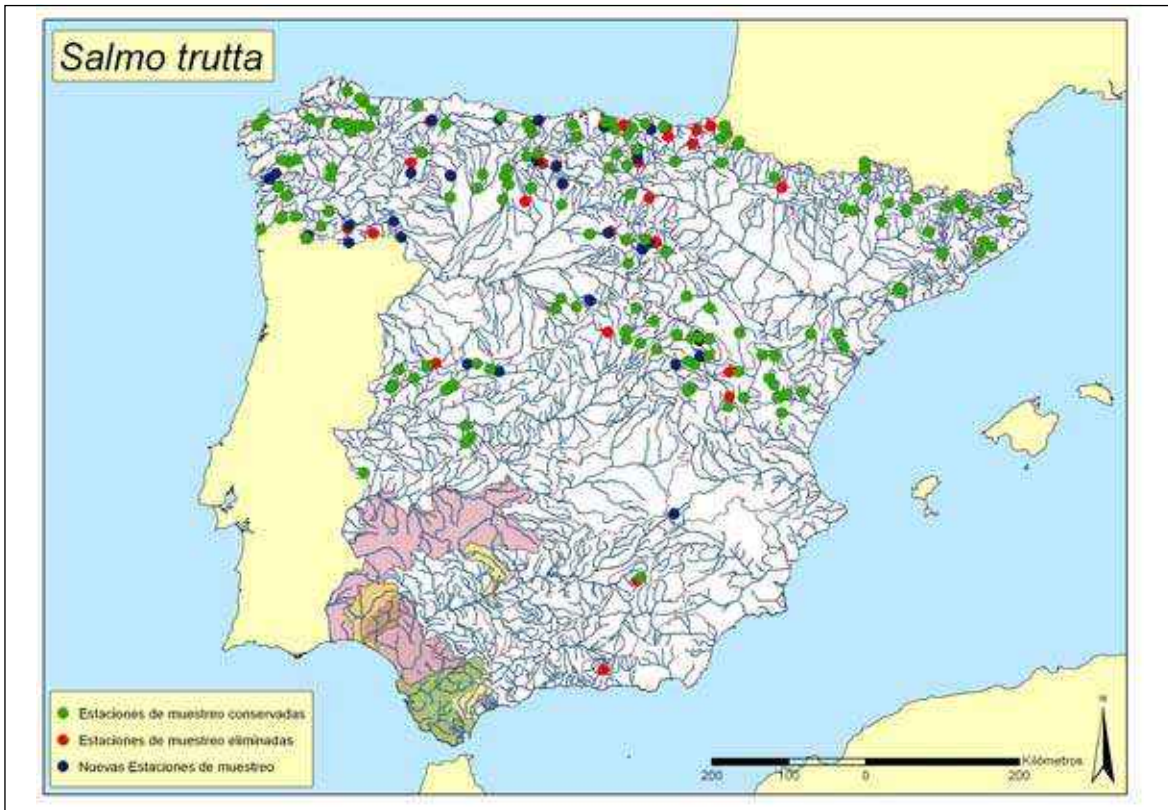 Salmo trutta
Estaciones de muestreo conservadas
Estaciones de muestreo eliminadas
Nuevas Estaciones de muestreo
Kilómetros
200 100 0 200